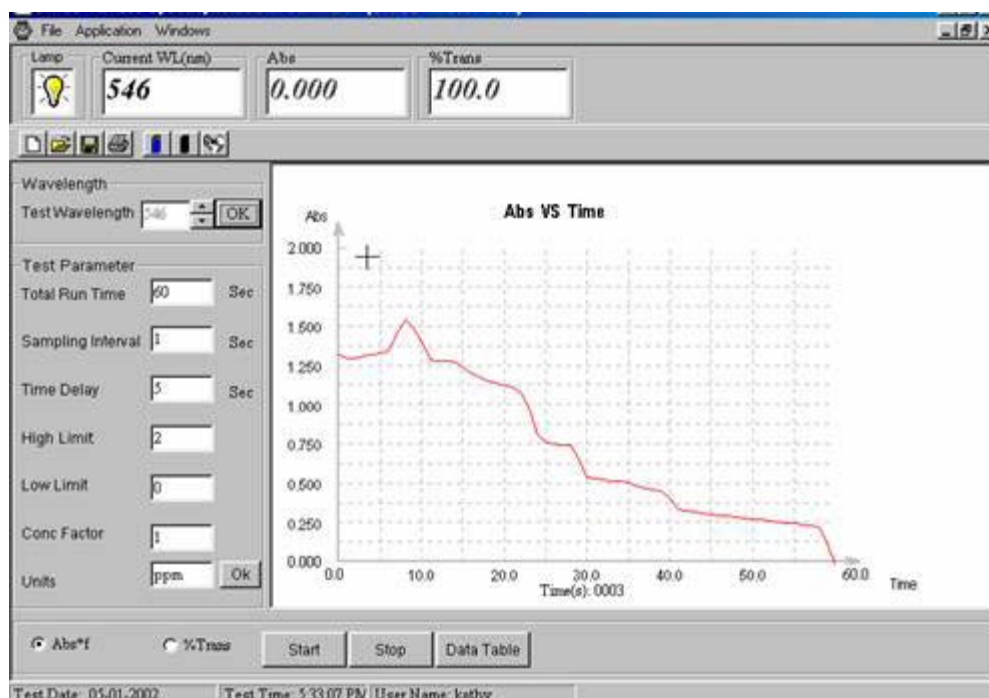 File Application Windows
Lamp Current WL(nm) Abs %Trans
546 0.000 100.0
Wavelength
Test Wavelength 546 OK
Test Parameter
Total Run Time 60 Sec
Sampling Interval 1 Sec
Time Delay 5 Sec
High Limit 2
Low Limit 0
Conc Factor 1
Units ppm Ok
Abs VS Time
Abs
2.000
1.750
1.500
1.250
1.000
0.750
0.500
0.250
0.000
0.0 10.0 20.0 30.0 40.0 50.0 60.0 Time
Time(s): 0003
Abs*f %Trans Start Stop Data Table
Test Date: 05-01-2002 Test Time: 5:33:07 PM User Name: kathy